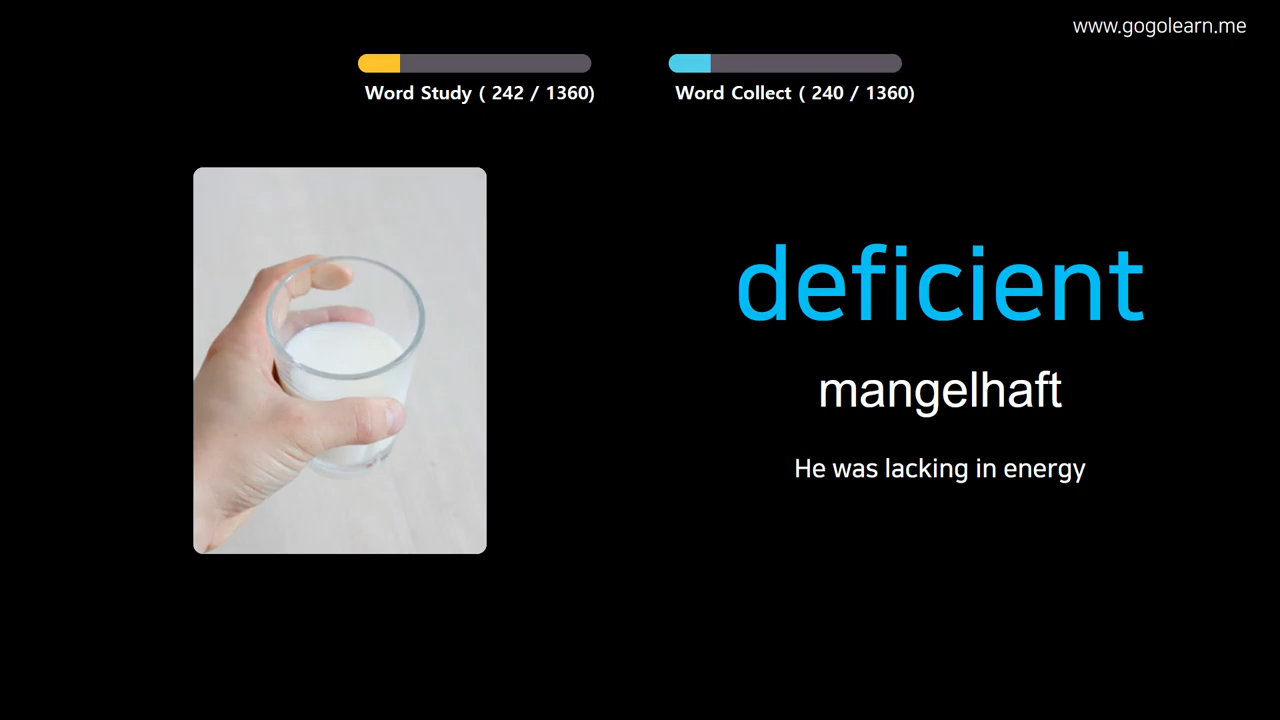 www.gogolearn.me
Word Study ( 242 / 1360)
Word Collect ( 240 / 1360)
deficient
mangelhaft
He was lacking in energy